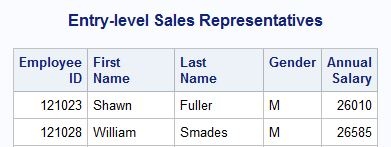 Entry-level Sales Representatives
Employee ID First Name Last Name Gender Annual Salary
121023 Shawn Fuller M 26010
121028 William Smades M 26585